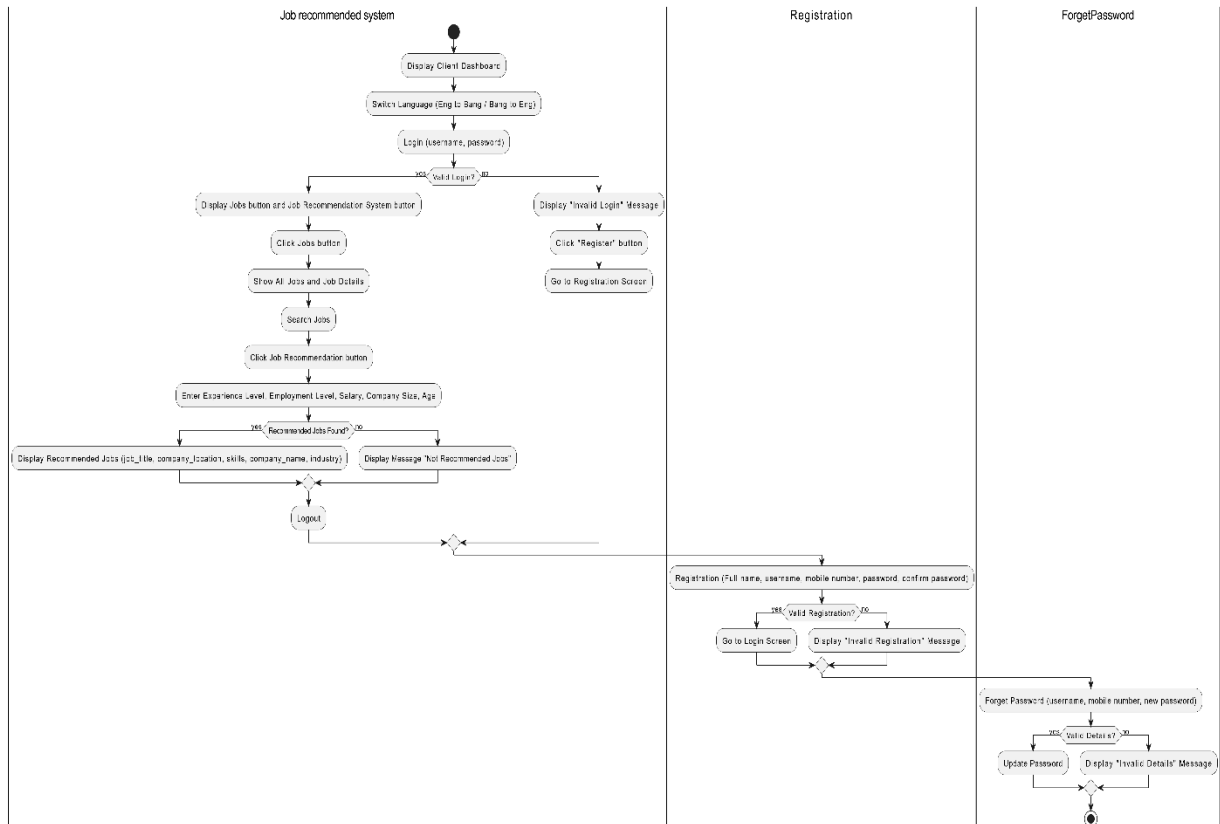 Job recommended system
Registration
ForgetPassword
Display Client Dashboard
Switch Language (Eng to Bang / Bang to Eng)
Login (username, password)
yes
Valid Login?
no
Display Jobs button and Job Recommendation System button
Display "Invalid Login" Message
Click Jobs button
Click "Register" button
Show All Jobs and Job Details
Go to Registration Screen
Search Jobs
Click Job Recommendation button
Enter Experience Level, Employment Level, Salary, Company Size, Age
yes
Recommended Jobs Found?
no
Display Recommended Jobs (job_title, company_location, skills, company_name, industry)
Display Message "Not Recommended Jobs"
Logout
Registration (Full name, username, mobile number, password, confirm password)
yes
Valid Registration?
no
Go to Login Screen
Display "Invalid Registration" Message
Forget Password (username, mobile number, new password)
yes
Valid Details?
no
Update Password
Display "Invalid Details" Message